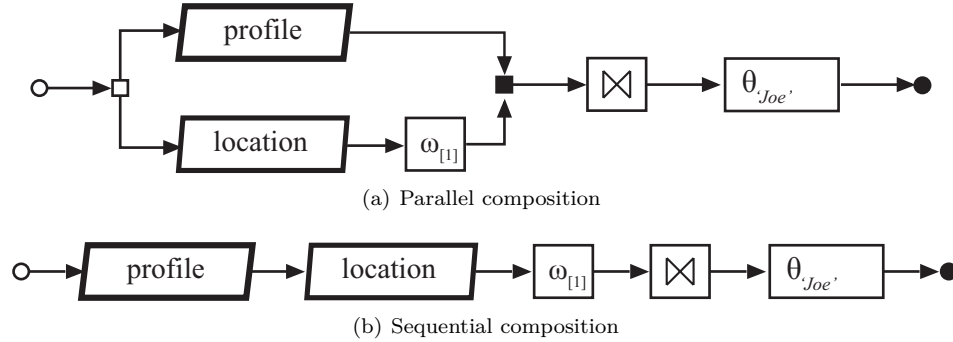 profile
⋈ θ‘Joe’
location ω[1]
(a) Parallel composition
profile location ω[1] ⋈ θ‘Joe’
(b) Sequential composition